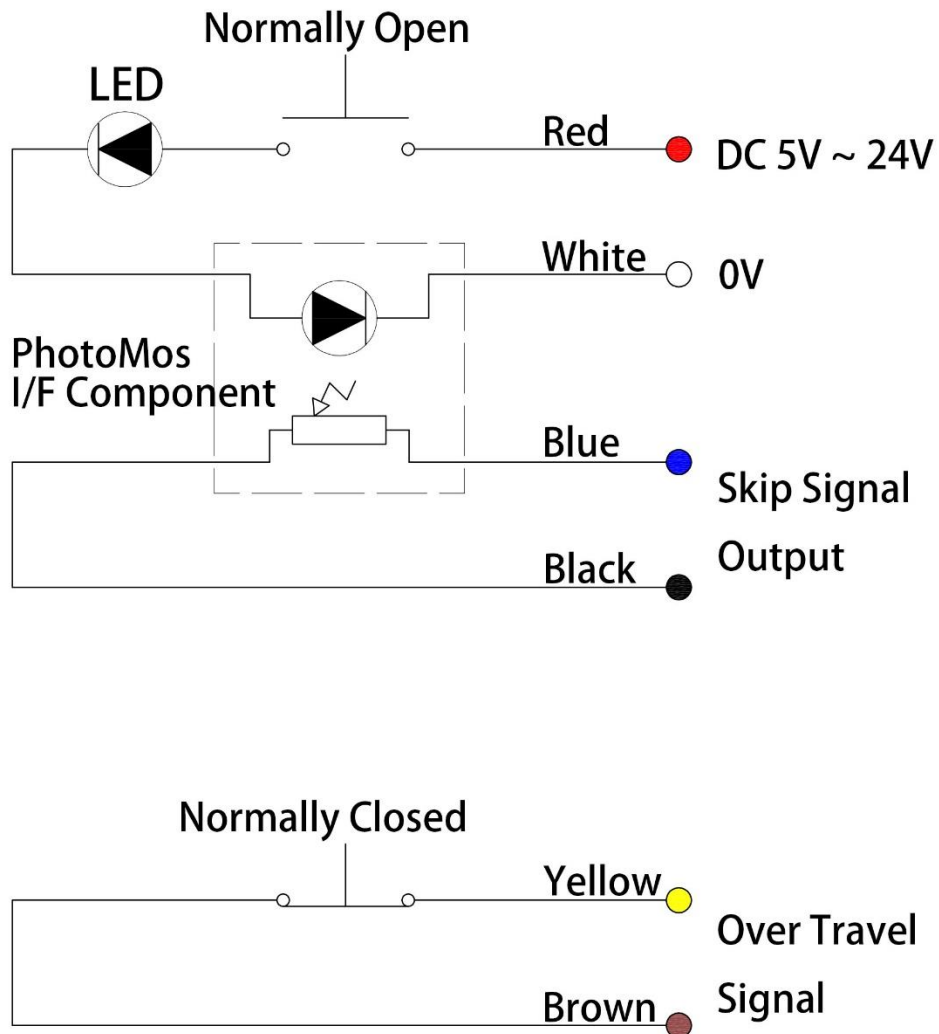 Normally Open
LED
Red
DC 5V ~ 24V
White
0V
PhotoMos
I/F Component
Blue
Skip Signal
Output
Black
Normally Closed
Yellow
Over Travel
Signal
Brown